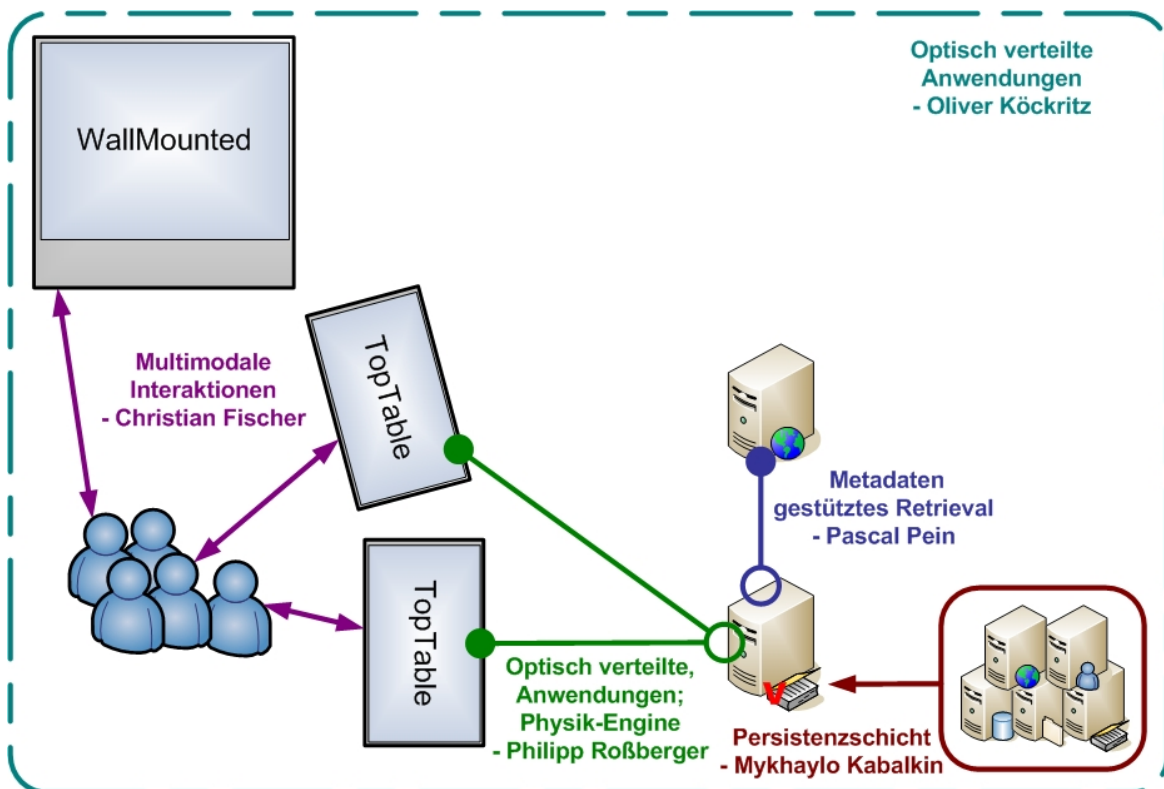 Optisch verteilte
Anwendungen
- Oliver Köckritz
WallMounted
Multimodale
Interaktionen
- Christian Fischer
TopTable
TopTable
Metadaten
gestütztes Retrieval
- Pascal Pein
Optisch verteilte,
Anwendungen;
Physik-Engine
- Philipp Roßberger
Persistenzschicht
- Mykhaylo Kabalkin